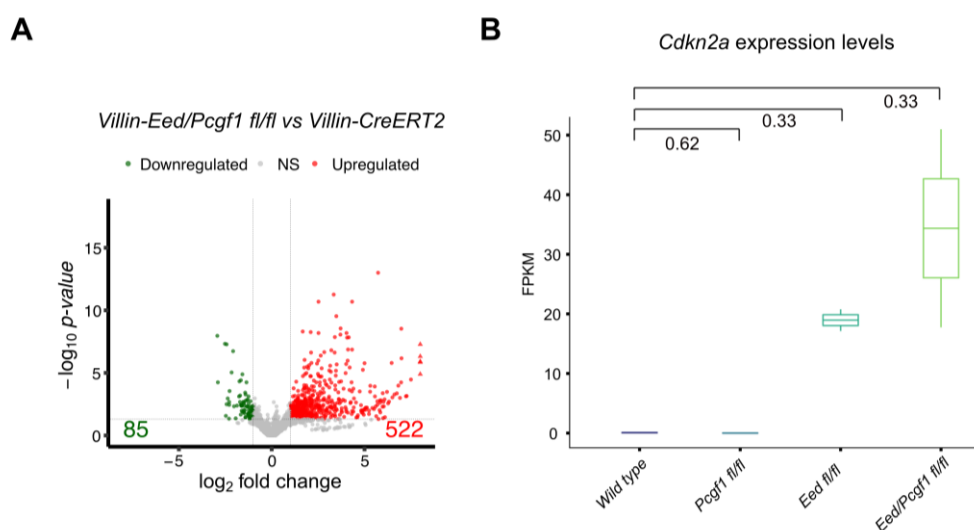 A
Villin-Eed/Pcgf1 fl/fl vs Villin-CreERT2
Downregulated NS Upregulated
15
10
5
0
−log10 p-value
85
522
−5 0 5
log2 fold change
B
Cdkn2a expression levels
0.33
0.33
0.62
50
40
30
20
10
0
FPKM
Wild type
Pcgf1 fl/fl
Eed fl/fl
Eed/Pcgf1 fl/fl